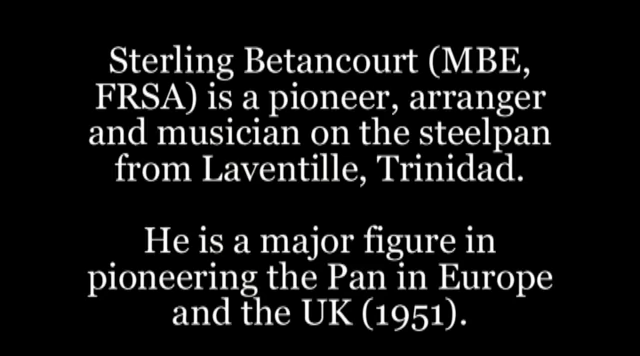 Sterling Betancourt (MBE,
FRSA) is a pioneer, arranger
and musician on the steelpan
from Laventille, Trinidad.
He is a major figure in
pioneering the Pan in Europe
and the UK (1951).